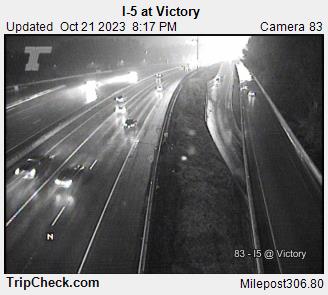 I-5 at Victory
Updated Oct 21 2023 8:17 PM Camera 83
T
N
83 - I5 @ Victory
TripCheck.com Milepost306.80